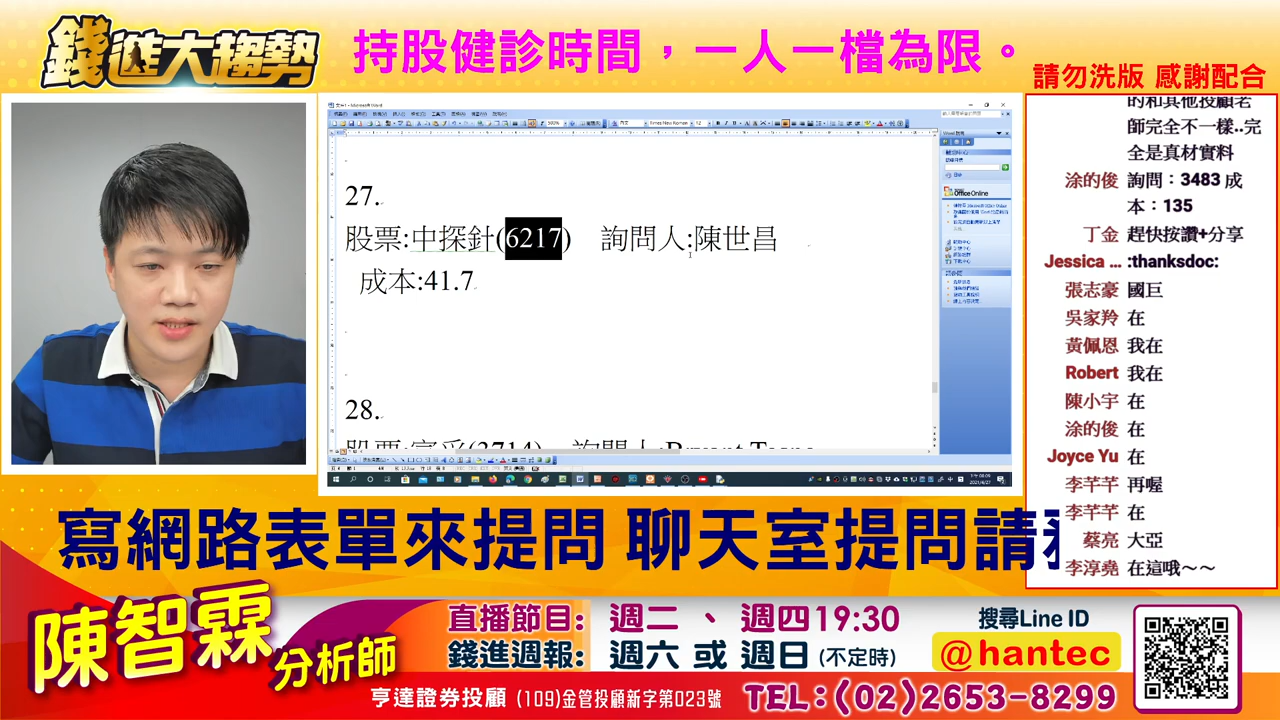 錢進大趨勢
持股健診時間，一人一檔為限。
請勿洗版 感謝配合
27.
股票:中探針(6217) 詢問人:陳世昌
成本:41.7
28.
的和其他投顧老
師完全不一樣..完
全是真材實料
涂的俊 詢問：3483 成
本：135
丁金 趕快按讚+分享
Jessica ... :thanksdoc:
張志豪 國巨
吳家羚 在
黃佩恩 我在
Robert 我在
陳小宇 在
涂的俊 在
Joyce Yu 在
李芊芊 再喔
李芊芊 在
蔡亮 大亞
李淳堯 在這哦～～
寫網路表單來提問 聊天室提問請
陳智霖 分析師
直播節目: 週二 、 週四19:30
錢進週報: 週六 或 週日 (不定時)
搜尋Line ID
@hantec
亨達證券投顧 (109)金管投顧新字第023號 TEL:(02)2653-8299